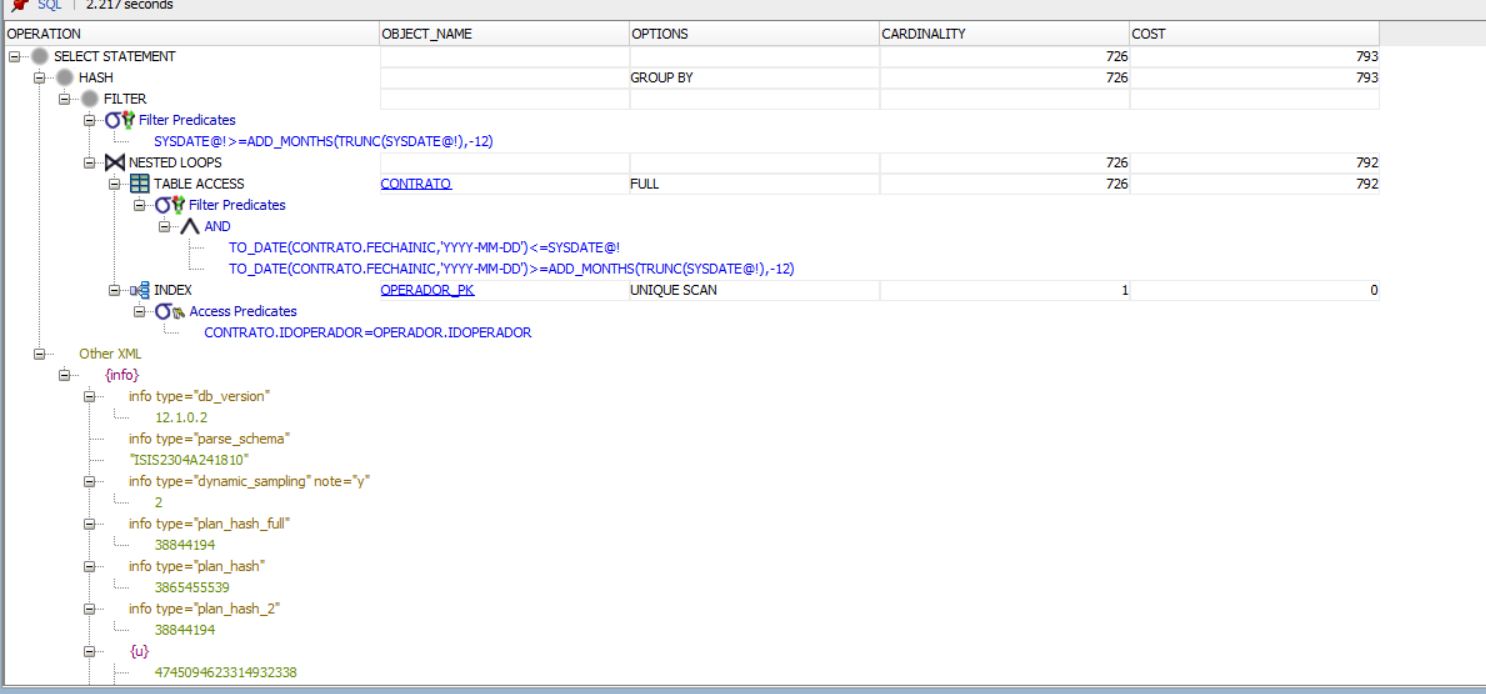 SQL | 2.217 seconds
OPERATION OBJECT_NAME OPTIONS CARDINALITY COST
SELECT STATEMENT 726 793
HASH GROUP BY 726 793
FILTER
Filter Predicates
SYSDATE@!>=ADD_MONTHS(TRUNC(SYSDATE@!),-12)
NESTED LOOPS 726 792
TABLE ACCESS CONTRATO FULL 726 792
Filter Predicates
AND
TO_DATE(CONTRATO.FECHAINIC,'YYYY-MM-DD')<=SYSDATE@!
TO_DATE(CONTRATO.FECHAINIC,'YYYY-MM-DD')>=ADD_MONTHS(TRUNC(SYSDATE@!),-12)
INDEX OPERADOR_PK UNIQUE SCAN 1 0
Access Predicates
CONTRATO.IDOPERADOR=OPERADOR.IDOPERADOR
Other XML
{info}
info type="db_version"
12.1.0.2
info type="parse_schema"
"ISIS2304A241810"
info type="dynamic_sampling" note="y"
2
info type="plan_hash_full"
38844194
info type="plan_hash"
3865455539
info type="plan_hash_2"
38844194
{u}
4745094623314932338